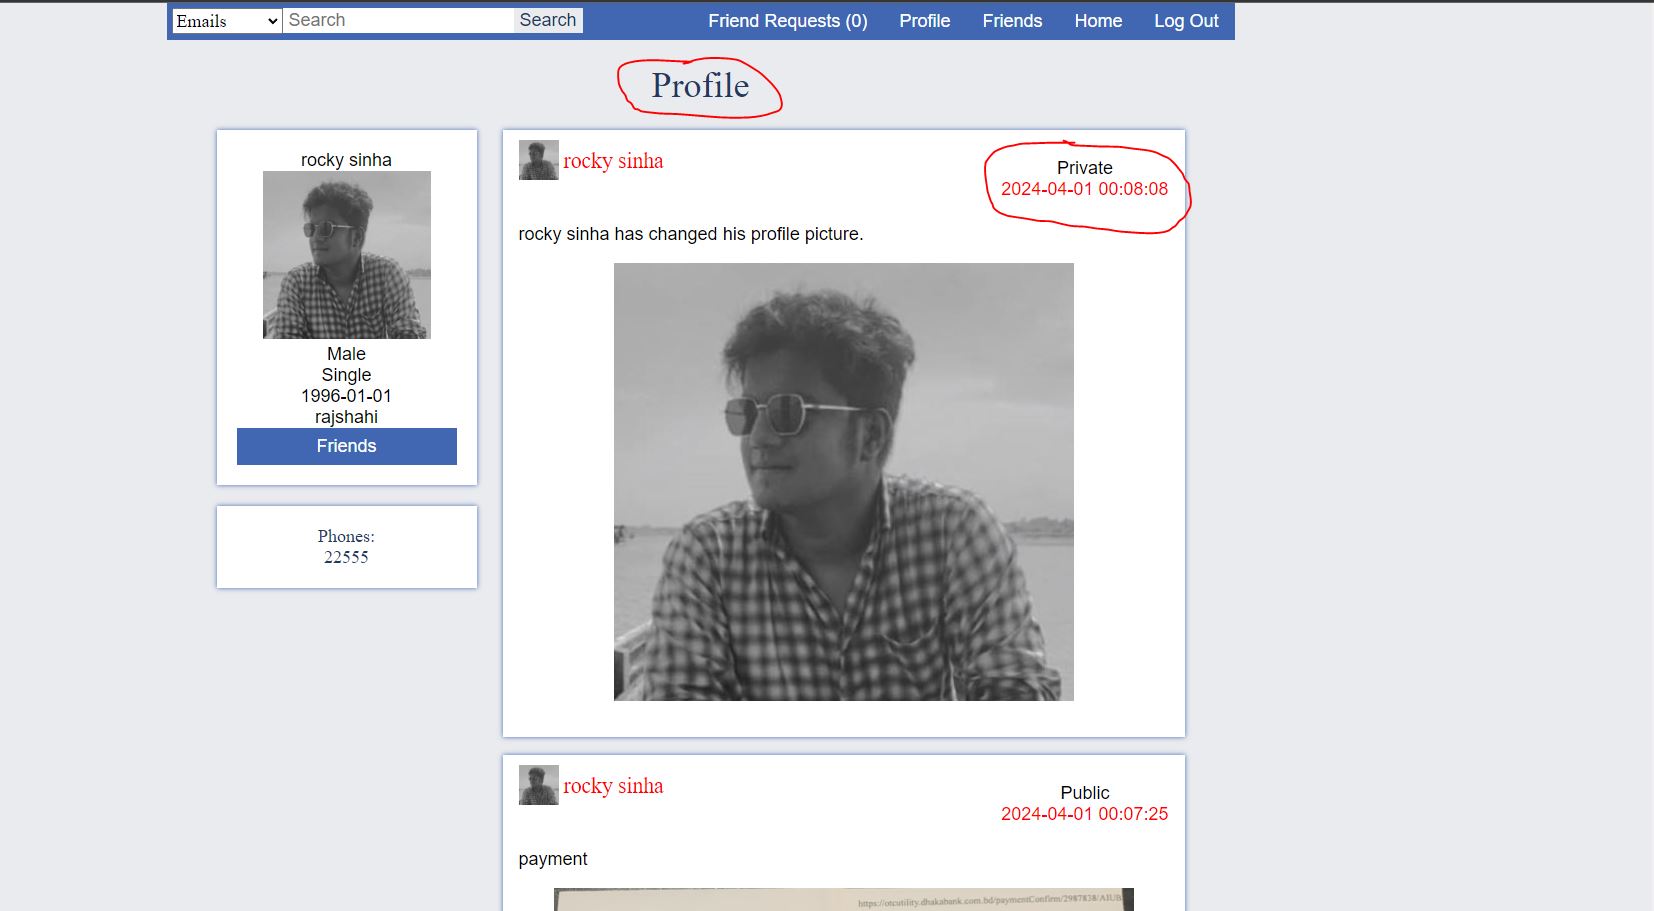 Emails Search Search Friend Requests (0) Profile Friends Home Log Out
Profile
rocky sinha
Male
Single
1996-01-01
rajshahi
Friends
Phones:
22555
rocky sinha
Private
2024-04-01 00:08:08
rocky sinha has changed his profile picture.
rocky sinha
Public
2024-04-01 00:07:25
payment
https://otcutility.dhakabank.com.bd/paymentConfirm/2987838/AIUB